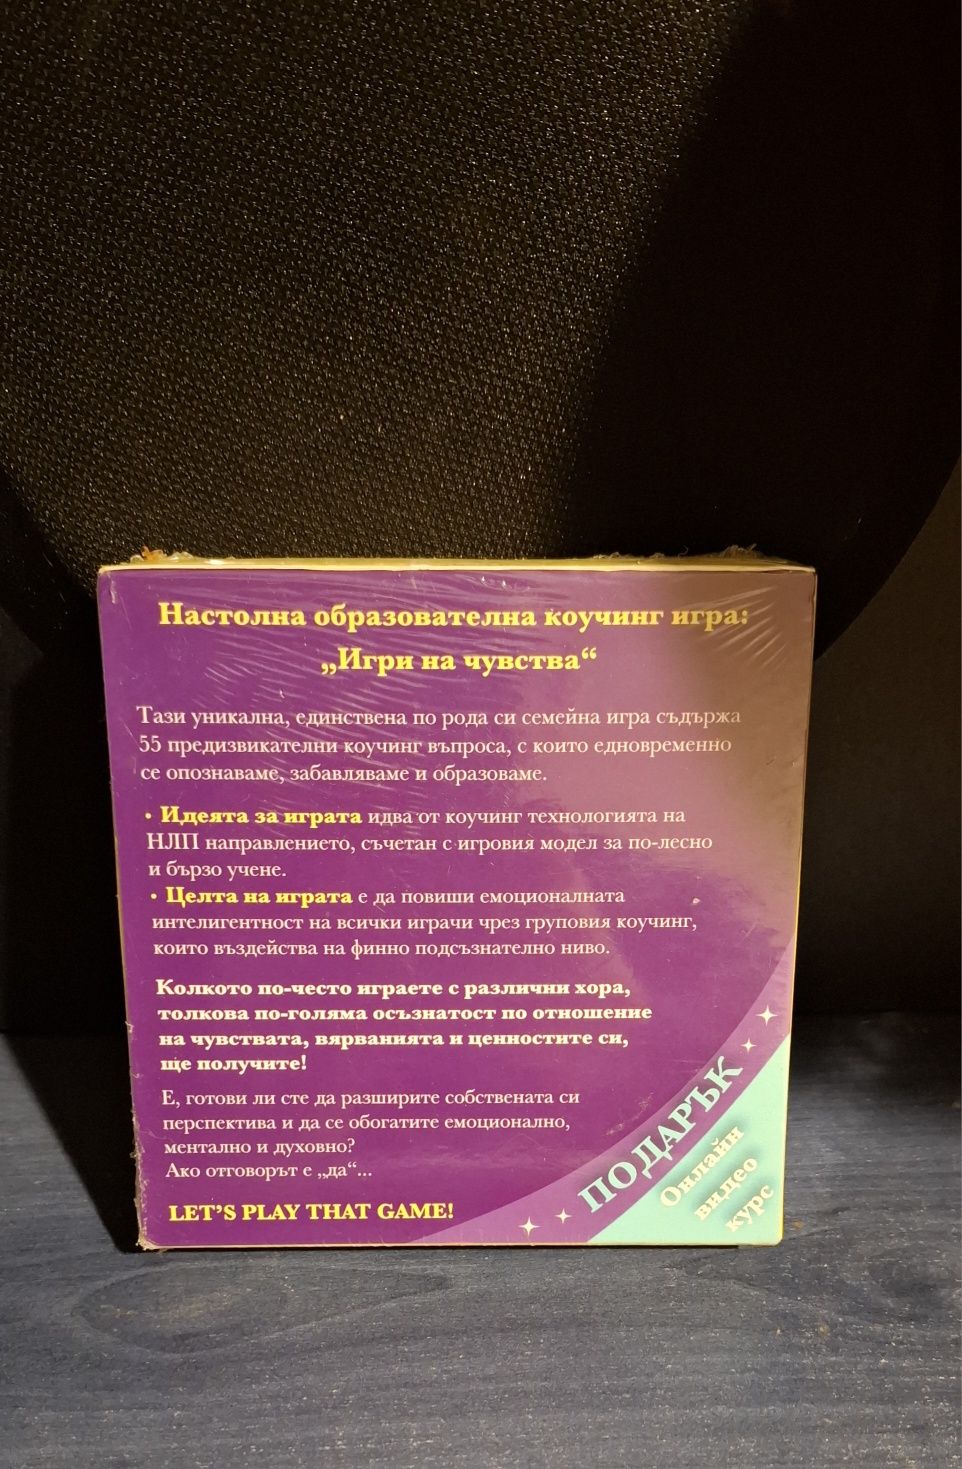 Настолна образователна коучинг игра:
„Игри на чувства“
Тази уникална, единствена по рода си семейна игра съдържа
55 предизвикателни коучинг въпроса, с които едновременно
се опознаваме, забавляваме и образоваме.
• Идеята за играта идва от коучинг технологията на
НЛП направлението, съчетан с игровия модел за по-лесно
и бързо учене.
• Целта на играта е да повиши емоционалната
интелигентност на всички играчи чрез груповия коучинг,
които въздейства на финно подсъзнателно ниво.
Колкото по-често играете с различни хора,
толкова по-голяма осъзнатост по отношение
на чувствата, вярванията и ценностите си,
ще получите!
Е, готови ли сте да разширите собствената си
перспектива и да се обогатите емоционално,
ментално и духовно?
Ако отговорът е „да“...
LET'S PLAY THAT GAME!
ПОДАРЪК
Онлайн
видео
курс